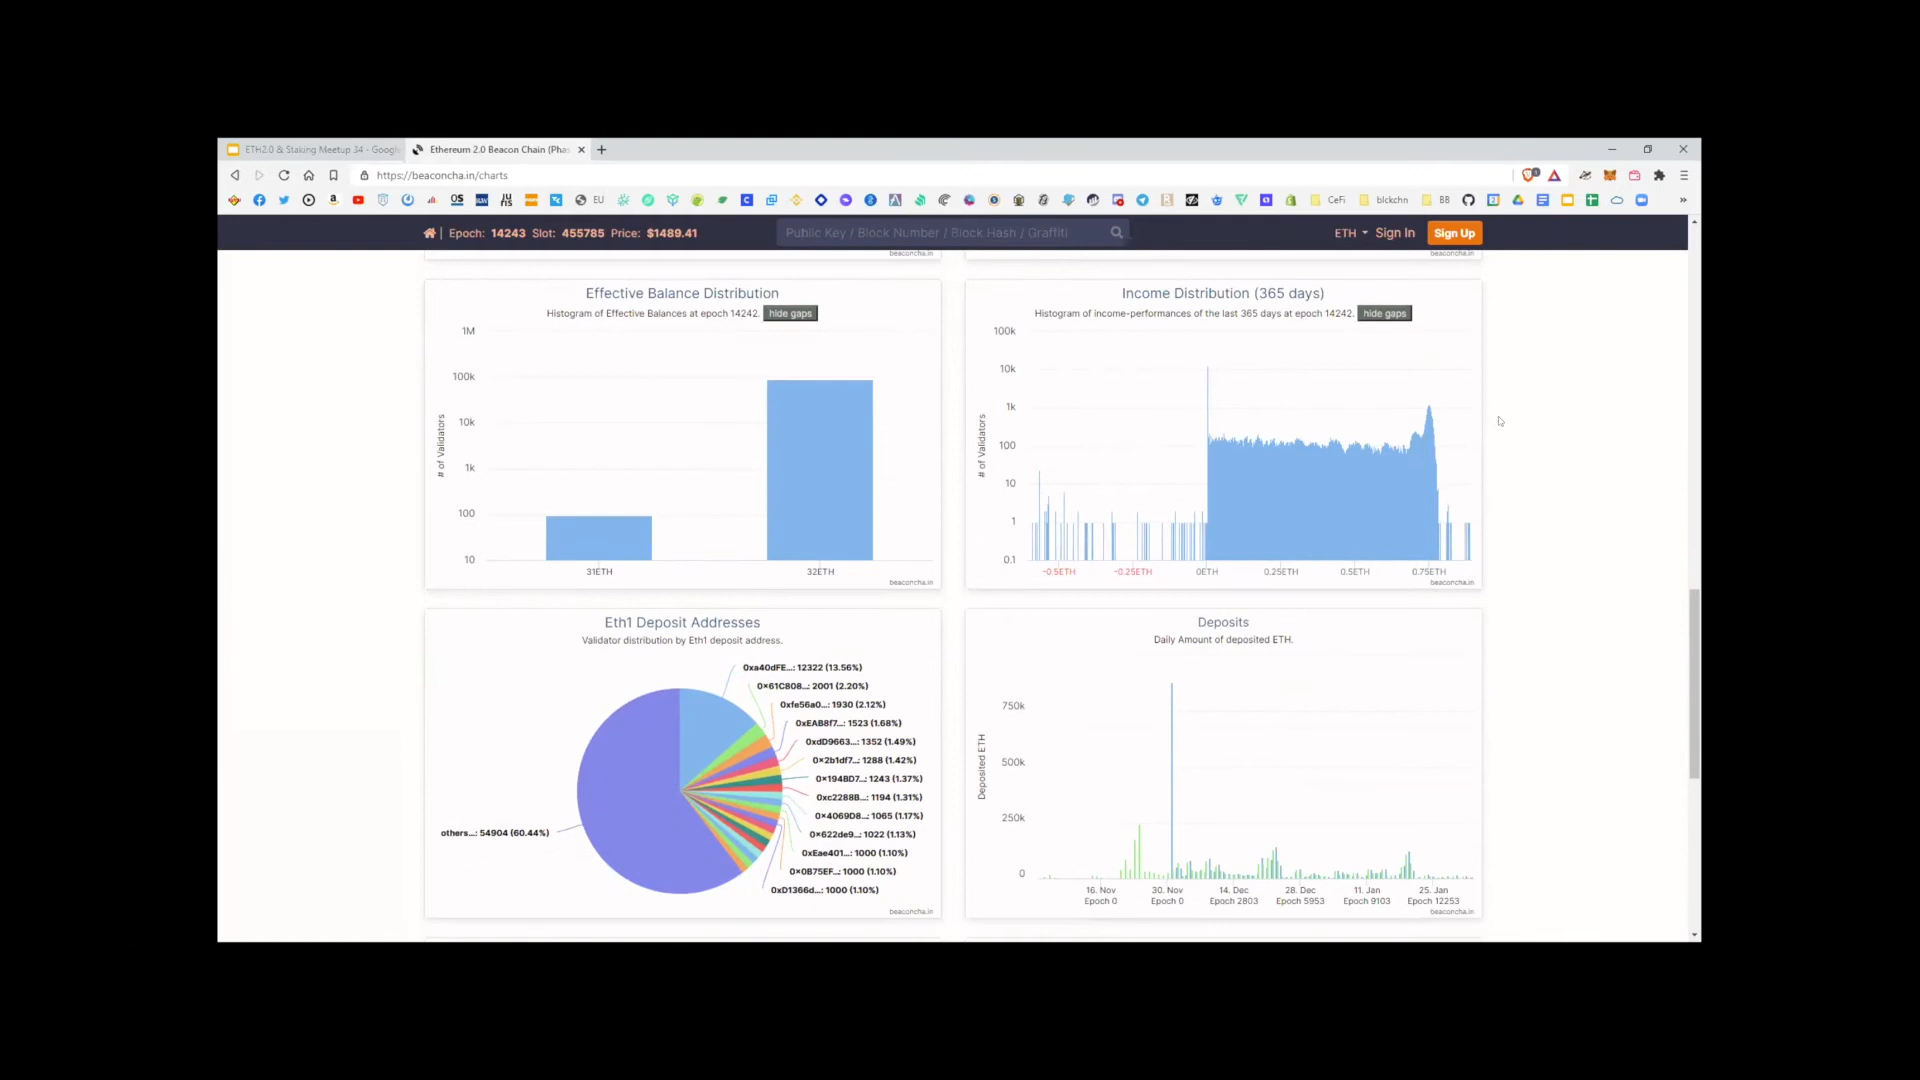 ETH2.0 & Staking Meetup 34 - Google
Ethereum 2.0 Beacon Chain (Phas
https://beaconcha.in/charts
EU
CeFi
blckchn
BB
Epoch: 14243 Slot: 455785 Price: $1489.41
Public Key / Block Number / Block Hash / Graffiti
ETH
Sign In
Sign Up
beaconcha.in
beaconcha.in
Effective Balance Distribution
Histogram of Effective Balances at epoch 14242.
hide gaps
# of Validators
1M
100k
10k
1k
100
10
31ETH
32ETH
beaconcha.in
Income Distribution (365 days)
Histogram of income-performances of the last 365 days at epoch 14242.
hide gaps
# of Validators
100k
10k
1k
100
10
1
0.1
-0.5ETH
-0.25ETH
0ETH
0.25ETH
0.5ETH
0.75ETH
beaconcha.in
Eth1 Deposit Addresses
Validator distribution by Eth1 deposit address.
0xa40dFE...: 12322 (13.56%)
0x61C808...: 2001 (2.20%)
0xfe56a0...: 1930 (2.12%)
0xEAB8f7...: 1523 (1.68%)
0xdD9663...: 1352 (1.49%)
0x2b1df7...: 1288 (1.42%)
0x194BD7...: 1243 (1.37%)
0xc2288B...: 1194 (1.31%)
0x4069D8...: 1065 (1.17%)
0x622de9...: 1022 (1.13%)
0xEae401...: 1000 (1.10%)
0x0B75EF...: 1000 (1.10%)
0xD1366d...: 1000 (1.10%)
others...: 54904 (60.44%)
beaconcha.in
Deposits
Daily Amount of deposited ETH.
Deposited ETH
750k
500k
250k
0
16. Nov
Epoch 0
30. Nov
Epoch 0
14. Dec
Epoch 2803
28. Dec
Epoch 5953
11. Jan
Epoch 9103
25. Jan
Epoch 12253
beaconcha.in